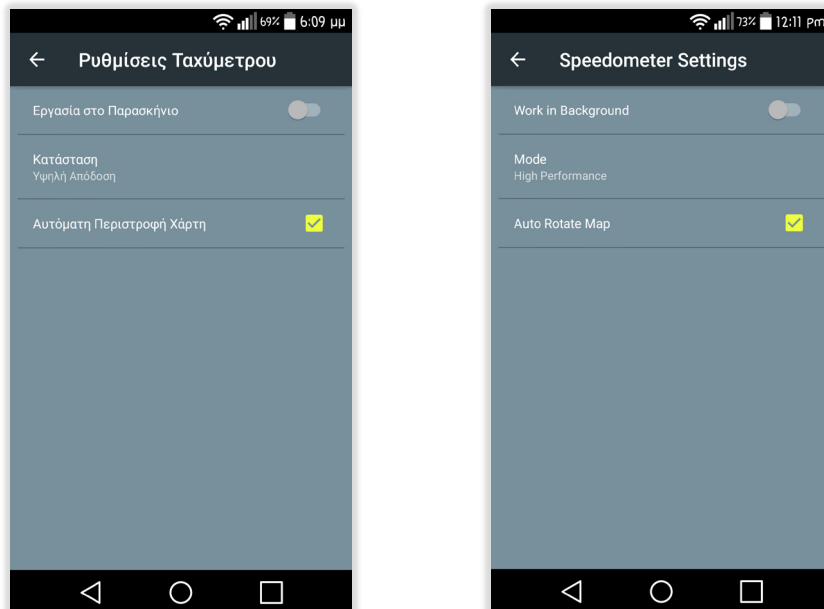 69% 6:09 μμ
Ρυθμίσεις Ταχύμετρου
Εργασία στο Παρασκήνιο
Κατάσταση
Υψηλή Απόδοση
Αυτόματη Περιστροφή Χάρτη
73% 12:11 pm
Speedometer Settings
Work in Background
Mode
High Performance
Auto Rotate Map